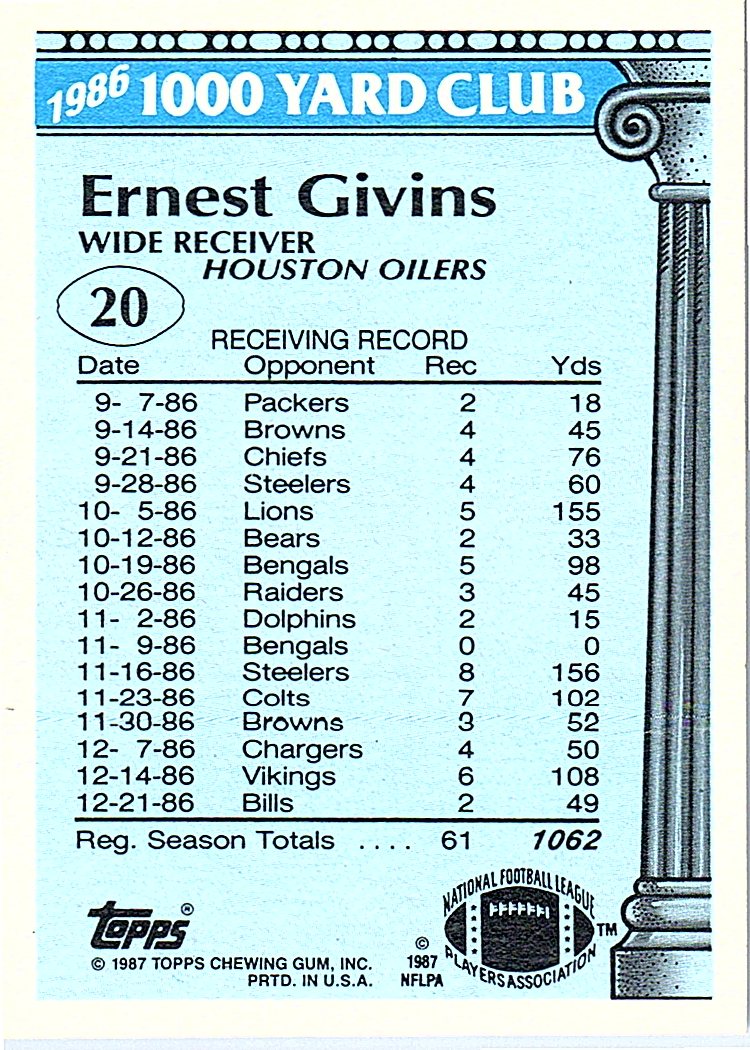 1986 1000 YARD CLUB
Ernest Givins
WIDE RECEIVER
HOUSTON OILERS
20
RECEIVING RECORD
Date Opponent Rec Yds
9- 7-86 Packers 2 18
9-14-86 Browns 4 45
9-21-86 Chiefs 4 76
9-28-86 Steelers 4 60
10- 5-86 Lions 5 155
10-12-86 Bears 2 33
10-19-86 Bengals 5 98
10-26-86 Raiders 3 45
11- 2-86 Dolphins 2 15
11- 9-86 Bengals 0 0
11-16-86 Steelers 8 156
11-23-86 Colts 7 102
11-30-86 Browns 3 52
12- 7-86 Chargers 4 50
12-14-86 Vikings 6 108
12-21-86 Bills 2 49
Reg. Season Totals .... 61 1062
Topps®
© 1987 TOPPS CHEWING GUM, INC.
PRTD. IN U.S.A.
© 1987 NFLPA
NATIONAL FOOTBALL LEAGUE PLAYERS ASSOCIATION TM